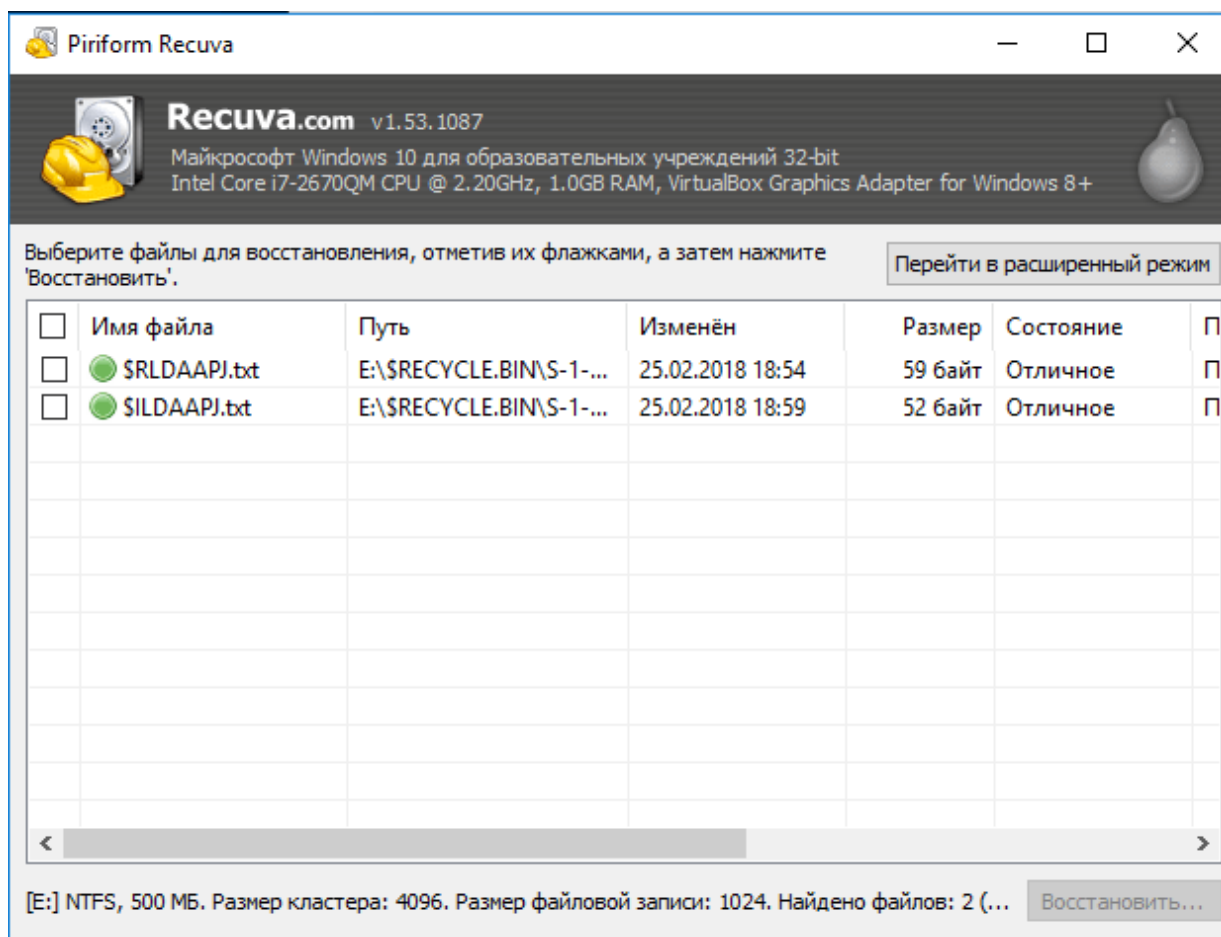 Piriform Recuva
Recuva.com v1.53.1087
Майкрософт Windows 10 для образовательных учреждений 32-bit
Intel Core i7-2670QM CPU @ 2.20GHz, 1.0GB RAM, VirtualBox Graphics Adapter for Windows 8+
Выберите файлы для восстановления, отметив их флажками, а затем нажмите
'Восстановить'.
Перейти в расширенный режим
Имя файла Путь Изменён Размер Состояние П
$RLDAAPJ.txt E:\$RECYCLE.BIN\S-1-... 25.02.2018 18:54 59 байт Отличное П
$ILDAAPJ.txt E:\$RECYCLE.BIN\S-1-... 25.02.2018 18:59 52 байт Отличное П
[E:] NTFS, 500 МБ. Размер кластера: 4096. Размер файловой записи: 1024. Найдено файлов: 2 (... Восстановить...